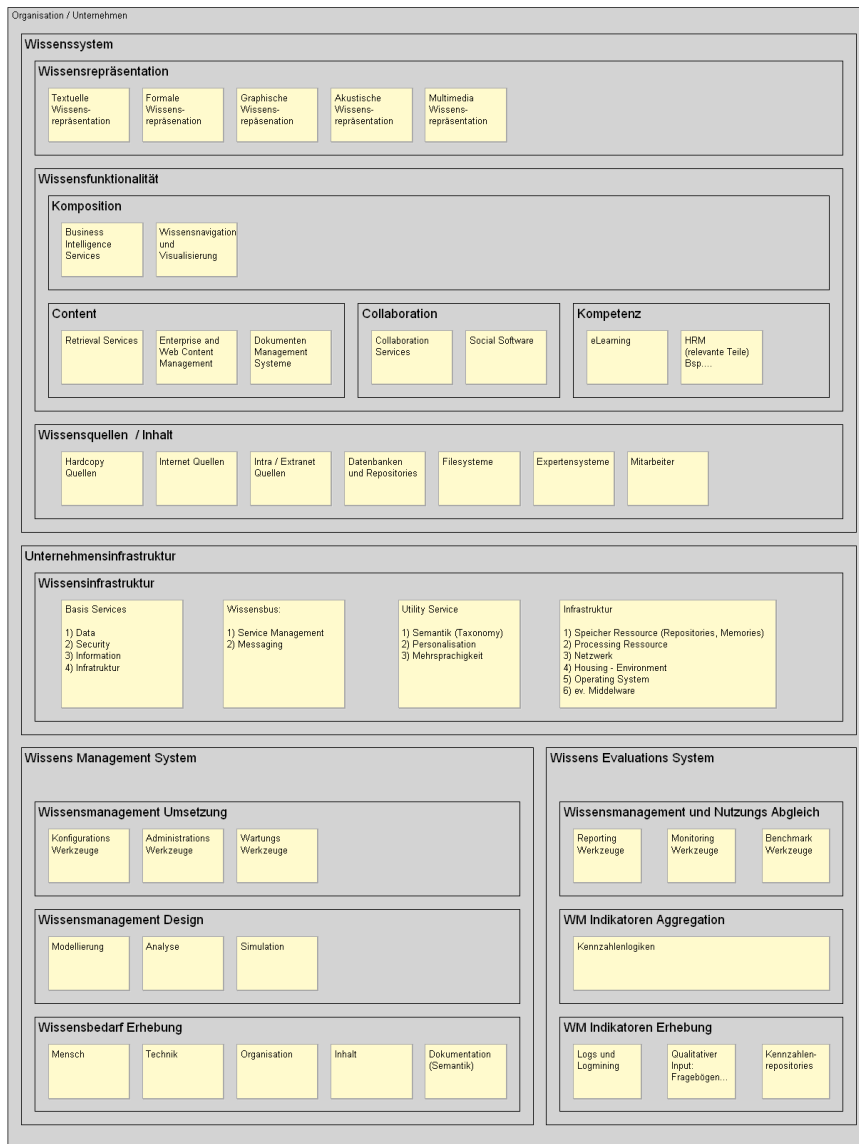 Organisation / Unternehmen
Wissenssystem
Wissensrepräsentation
Textuelle
Wissens-
repräsentation
Formale
Wissens-
repräsenation
Graphische
Wissens-
repäsenation
Akustische
Wissens-
repräsentation
Multimedia
Wissens-
repräsentation
Wissensfunktionalität
Komposition
Business
Intelligence
Services
Wissensnavigation
und
Visualisierung
Content
Retrieval Services
Enterprise and
Web Content
Management
Dokumenten
Management
Systeme
Collaboration
Collaboration
Services
Social Software
Kompetenz
eLearning
HRM
(relevante Teile)
Bsp....
Wissensquellen / Inhalt
Hardcopy
Quellen
Internet Quellen
Intra / Extranet
Quellen
Datenbanken
und Repositories
Filesysteme
Expertensysteme
Mitarbeiter
Unternehmensinfrastruktur
Wissensinfrastruktur
Basis Services
1) Data
2) Security
3) Information
4) Infratruktur
Wissensbus:
1) Service Management
2) Messaging
Utility Service
1) Semantik (Taxonomy)
2) Personalisation
3) Mehrsprachigkeit
Infrastruktur
1) Speicher Ressource (Repositories, Memories)
2) Processing Ressource
3) Netzwerk
4) Housing - Environment
5) Operating System
6) ev. Middelware
Wissens Management System
Wissensmanagement Umsetzung
Konfigurations
Werkzeuge
Administrations
Werkzeuge
Wartungs
Werkzeuge
Wissensmanagement Design
Modellierung
Analyse
Simulation
Wissensbedarf Erhebung
Mensch
Technik
Organisation
Inhalt
Dokumentation
(Semantik)
Wissens Evaluations System
Wissensmanagement und Nutzungs Abgleich
Reporting
Werkzeuge
Monitoring
Werkzeuge
Benchmark
Werkzeuge
WM Indikatoren Aggregation
Kennzahlenlogiken
WM Indikatoren Erhebung
Logs und
Logmining
Qualitativer
Input:
Fragebögen...
Kennzahlen-
repositories